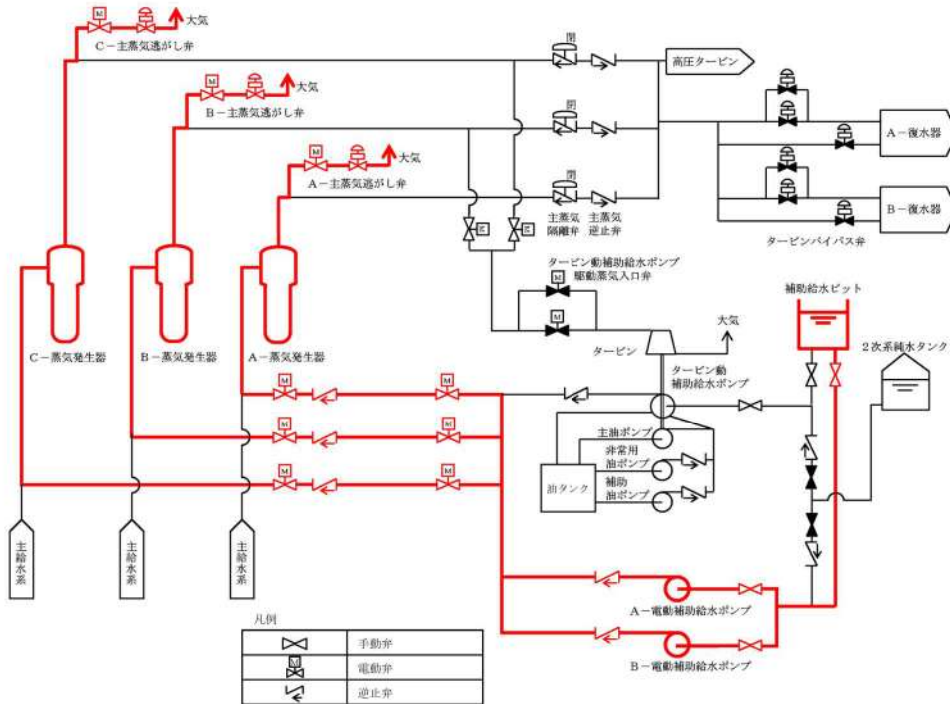 M
大気
C－主蒸気逃がし弁
M
大気
B－主蒸気逃がし弁
M
大気
A－主蒸気逃がし弁
閉
閉
閉
高圧タービン
主蒸気
隔離弁
主蒸気
逆止弁
A－復水器
B－復水器
タービンバイパス弁
M
M
タービン動補助給水ポンプ
駆動蒸気入口弁
M
M
タービン
大気
補助給水ピット
2次系純水タンク
C－蒸気発生器
B－蒸気発生器
A－蒸気発生器
タービン動
補助給水ポンプ
主油ポンプ
非常用
油ポンプ
補助
油ポンプ
油タンク
M
M
M
M
M
M
主給水系
主給水系
主給水系
A－電動補助給水ポンプ
B－電動補助給水ポンプ
凡例
手動弁
M
電動弁
逆止弁